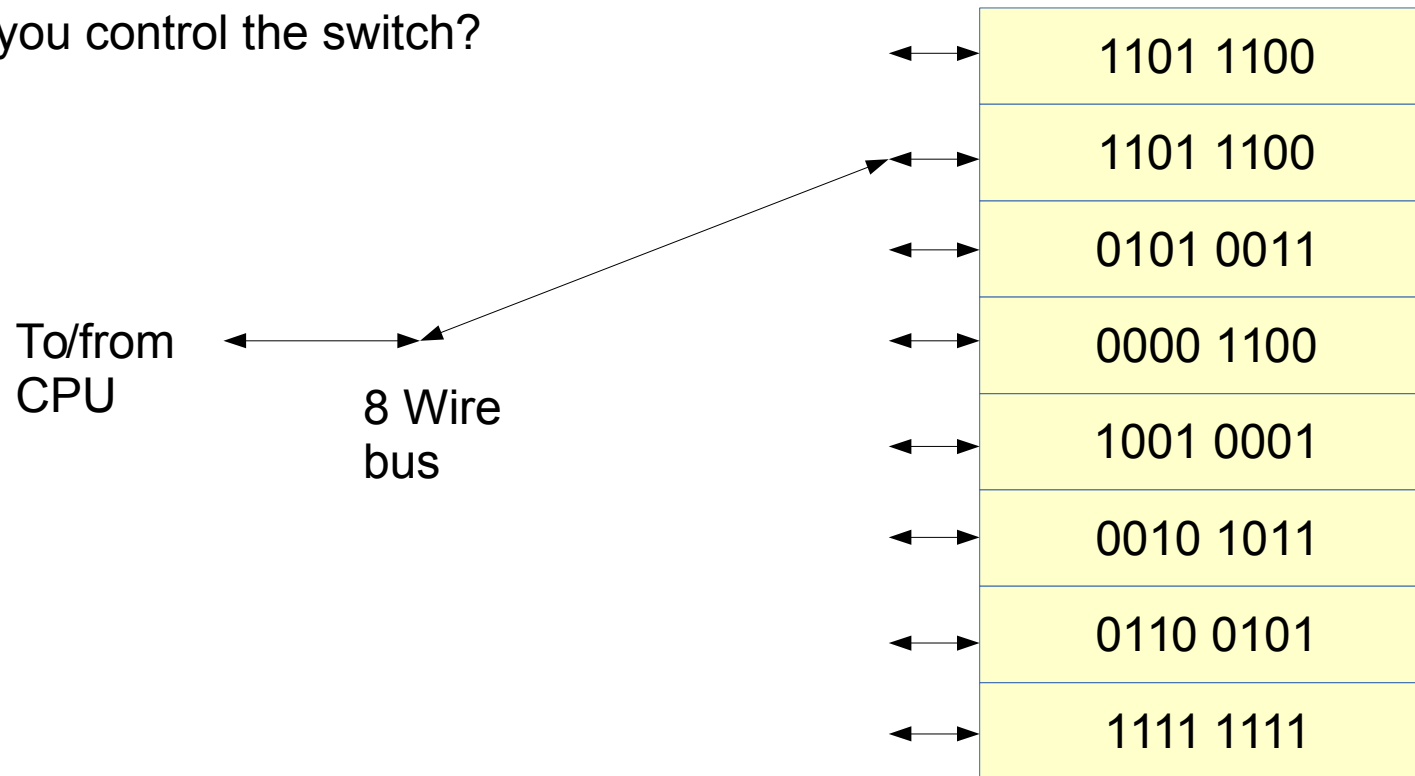 you control the switch?
1101 1100
1101 1100
0101 0011
To/from
CPU
0000 1100
8 Wire
bus
1001 0001
0010 1011
0110 0101
1111 1111